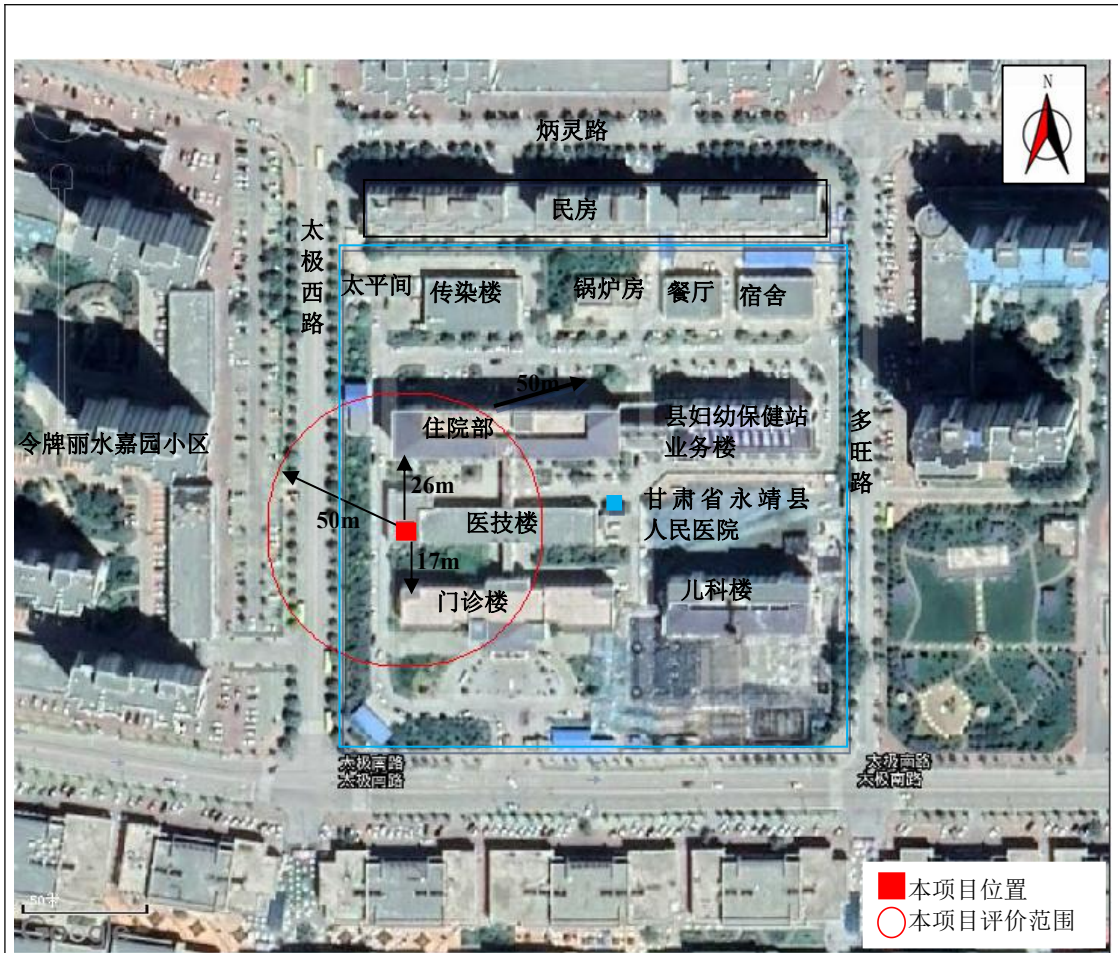 N
炳灵路
民房
太极西路
太平间
传染楼
锅炉房
餐厅
宿舍
50m
住院部
县妇幼保健站
业务楼
多旺路
令牌丽水嘉园小区
26m
50m
医技楼
甘肃省永靖县
人民医院
17m
门诊楼
儿科楼
太极南路
太极南路
太极南路
太极南路
50米
本项目位置
本项目评价范围